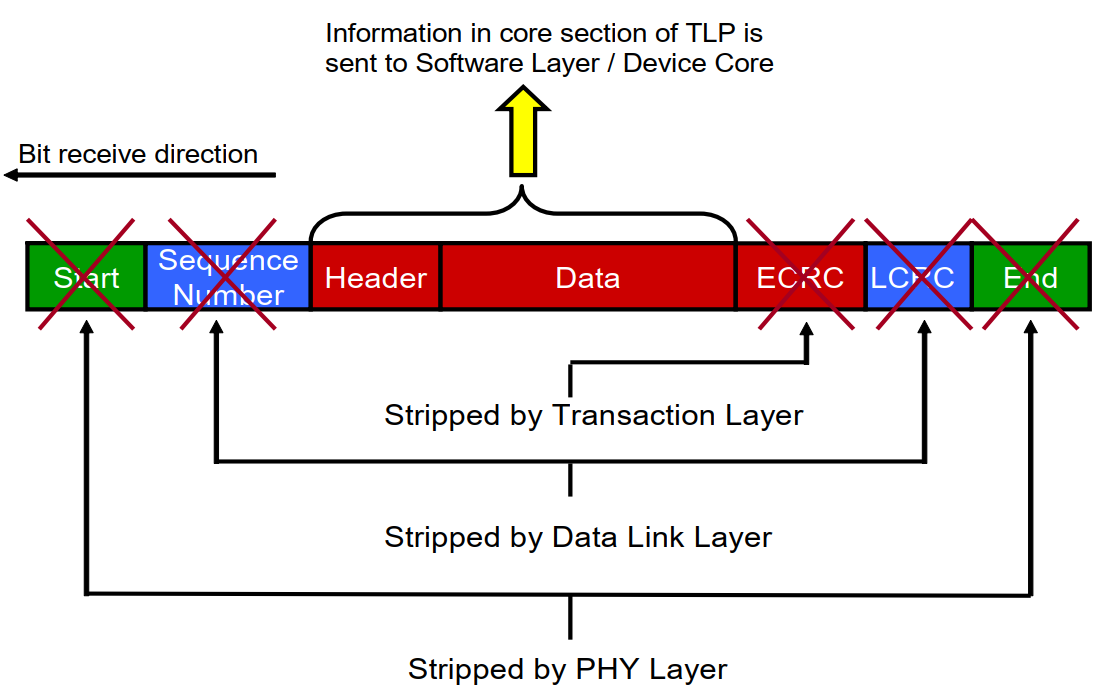 Information in core section of TLP is
sent to Software Layer / Device Core
Bit receive direction
Start
Sequence
Number
Header
Data
ECRC
LCRC
End
Stripped by Transaction Layer
Stripped by Data Link Layer
Stripped by PHY Layer